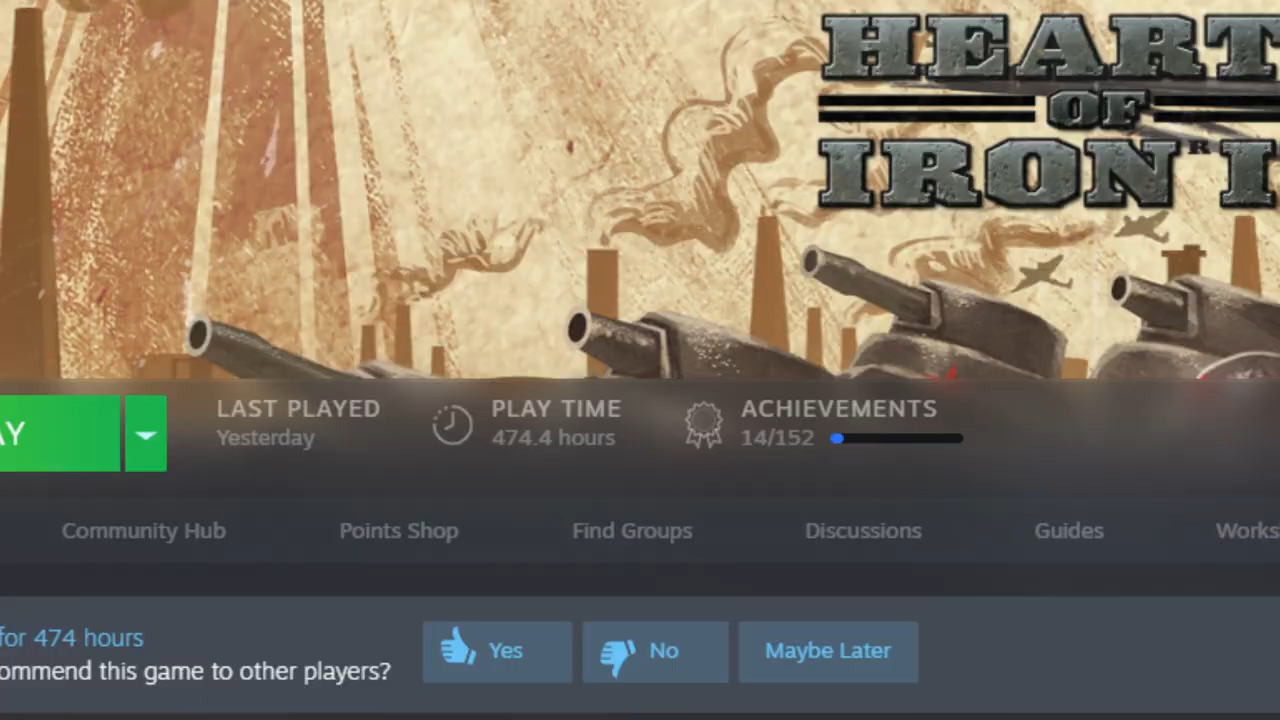 HEART
OF
IRON I
AY
LAST PLAYED
Yesterday
PLAY TIME
474.4 hours
ACHIEVEMENTS
14/152
Community Hub
Points Shop
Find Groups
Discussions
Guides
Works
for 474 hours
ommend this game to other players?
Yes
No
Maybe Later